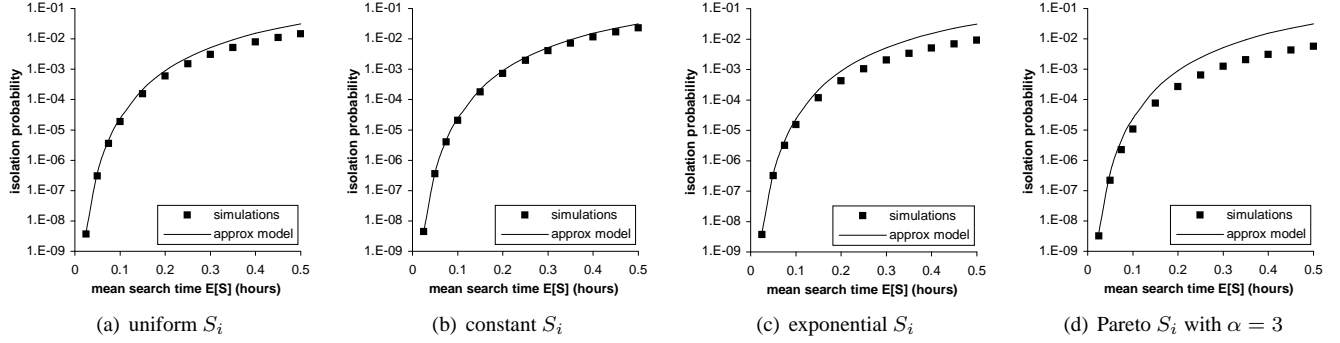 1.E-01
1.E-02
1.E-03
1.E-04
1.E-05
1.E-06
1.E-07
1.E-08
1.E-09
isolation probability
simulations
approx model
0 0.1 0.2 0.3 0.4 0.5
mean search time E[S] (hours)
(a) uniform S_i
1.E-01
1.E-02
1.E-03
1.E-04
1.E-05
1.E-06
1.E-07
1.E-08
1.E-09
isolation probability
simulations
approx model
0 0.1 0.2 0.3 0.4 0.5
mean search time E[S] (hours)
(b) constant S_i
1.E-01
1.E-02
1.E-03
1.E-04
1.E-05
1.E-06
1.E-07
1.E-08
1.E-09
isolation probability
simulations
approx model
0 0.1 0.2 0.3 0.4 0.5
mean search time E[S] (hours)
(c) exponential S_i
1.E-01
1.E-02
1.E-03
1.E-04
1.E-05
1.E-06
1.E-07
1.E-08
1.E-09
isolation probability
simulations
approx model
0 0.1 0.2 0.3 0.4 0.5
mean search time E[S] (hours)
(d) Pareto S_i with α = 3